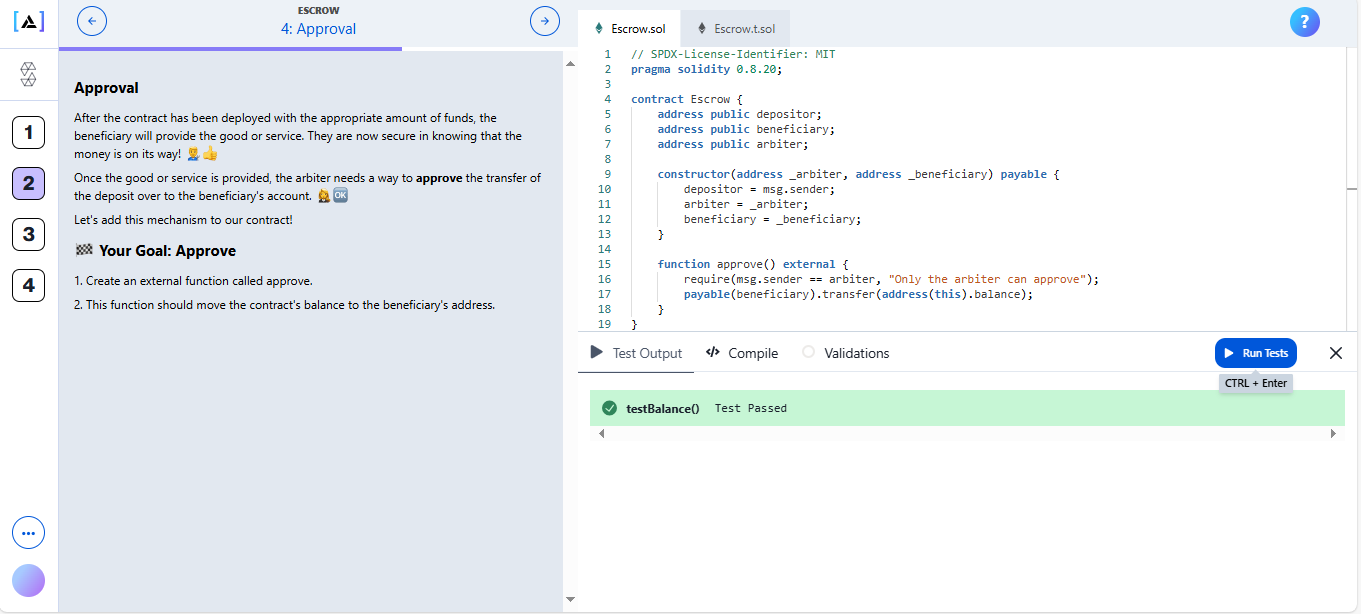 [A]
ESCROW
4: Approval
1
2
3
4
Approval
After the contract has been deployed with the appropriate amount of funds, the
beneficiary will provide the good or service. They are now secure in knowing that the
money is on its way! 💁‍♂️👍
Once the good or service is provided, the arbiter needs a way to approve the transfer of
the deposit over to the beneficiary's account. 🙋🆗
Let's add this mechanism to our contract!
🏁 Your Goal: Approve
1. Create an external function called approve.
2. This function should move the contract's balance to the beneficiary's address.
Escrow.sol
Escrow.t.sol
?
1 // SPDX-License-Identifier: MIT
2 pragma solidity 0.8.20;
3
4 contract Escrow {
5     address public depositor;
6     address public beneficiary;
7     address public arbiter;
8
9     constructor(address _arbiter, address _beneficiary) payable {
10         depositor = msg.sender;
11         arbiter = _arbiter;
12         beneficiary = _beneficiary;
13     }
14
15     function approve() external {
16         require(msg.sender == arbiter, "Only the arbiter can approve");
17         payable(beneficiary).transfer(address(this).balance);
18     }
19 }
Test Output
Compile
Validations
Run Tests
CTRL + Enter
testBalance() Test Passed